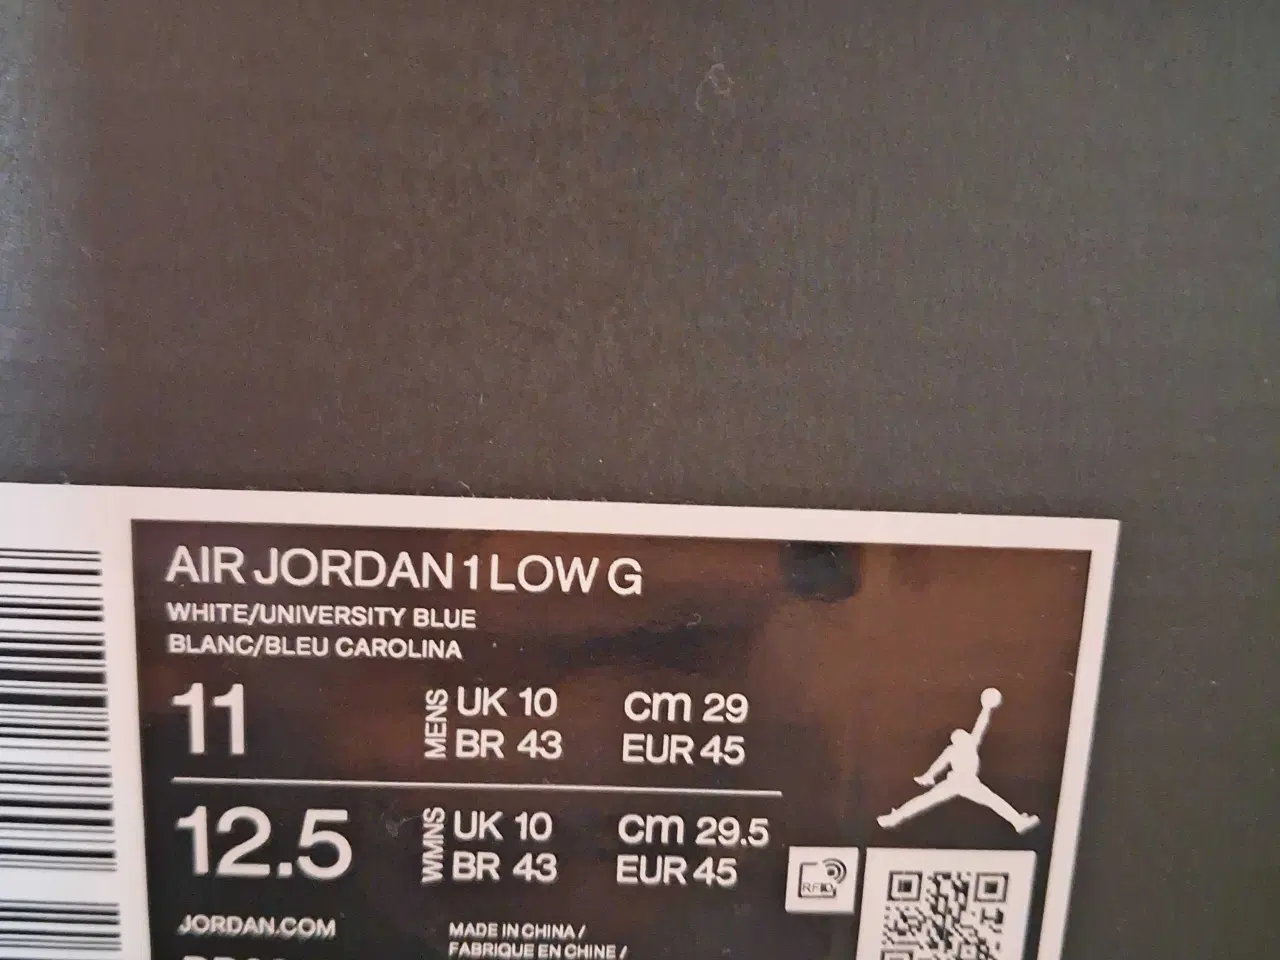 AIR JORDAN 1 LOW G
WHITE/UNIVERSITY BLUE
BLANC/BLEU CAROLINA
11
MENS
UK 10
cm 29
BR 43
EUR 45
12.5
WMNS
UK 10
cm 29.5
BR 43
EUR 45
RFID
JORDAN.COM
MADE IN CHINA /
FABRIQUE EN CHINE /